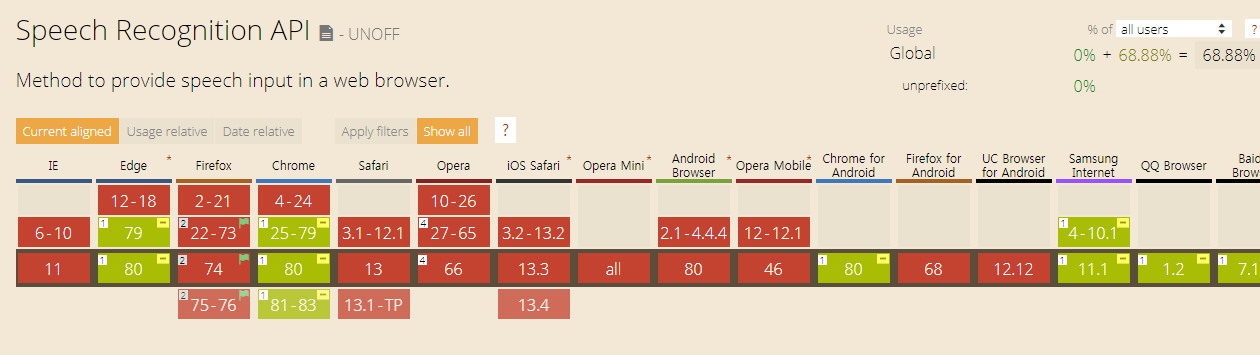 Speech Recognition API - UNOFF
Usage % of all users ?
Global 0% + 68.88% = 68.88%
Method to provide speech input in a web browser.
unprefixed: 0%
Current aligned Usage relative Date relative Apply filters Show all ?
IE Edge * Firefox Chrome Safari Opera iOS Safari * Opera Mini * Android Browser * Opera Mobile * Chrome for Android Firefox for Android UC Browser for Android Samsung Internet QQ Browser Baid Brow
12-18 2-21 4-24 10-26
6-10 1 79 2 22-73 1 25-79 3.1-12.1 4 27-65 3.2-13.2 2.1-4.4.4 12-12.1 1 4-10.1
11 1 80 2 74 1 80 13 4 66 13.3 all 80 46 1 80 68 12.12 1 11.1 1 1.2 1 7.1
2 75-76 1 81-83 13.1-TP 13.4